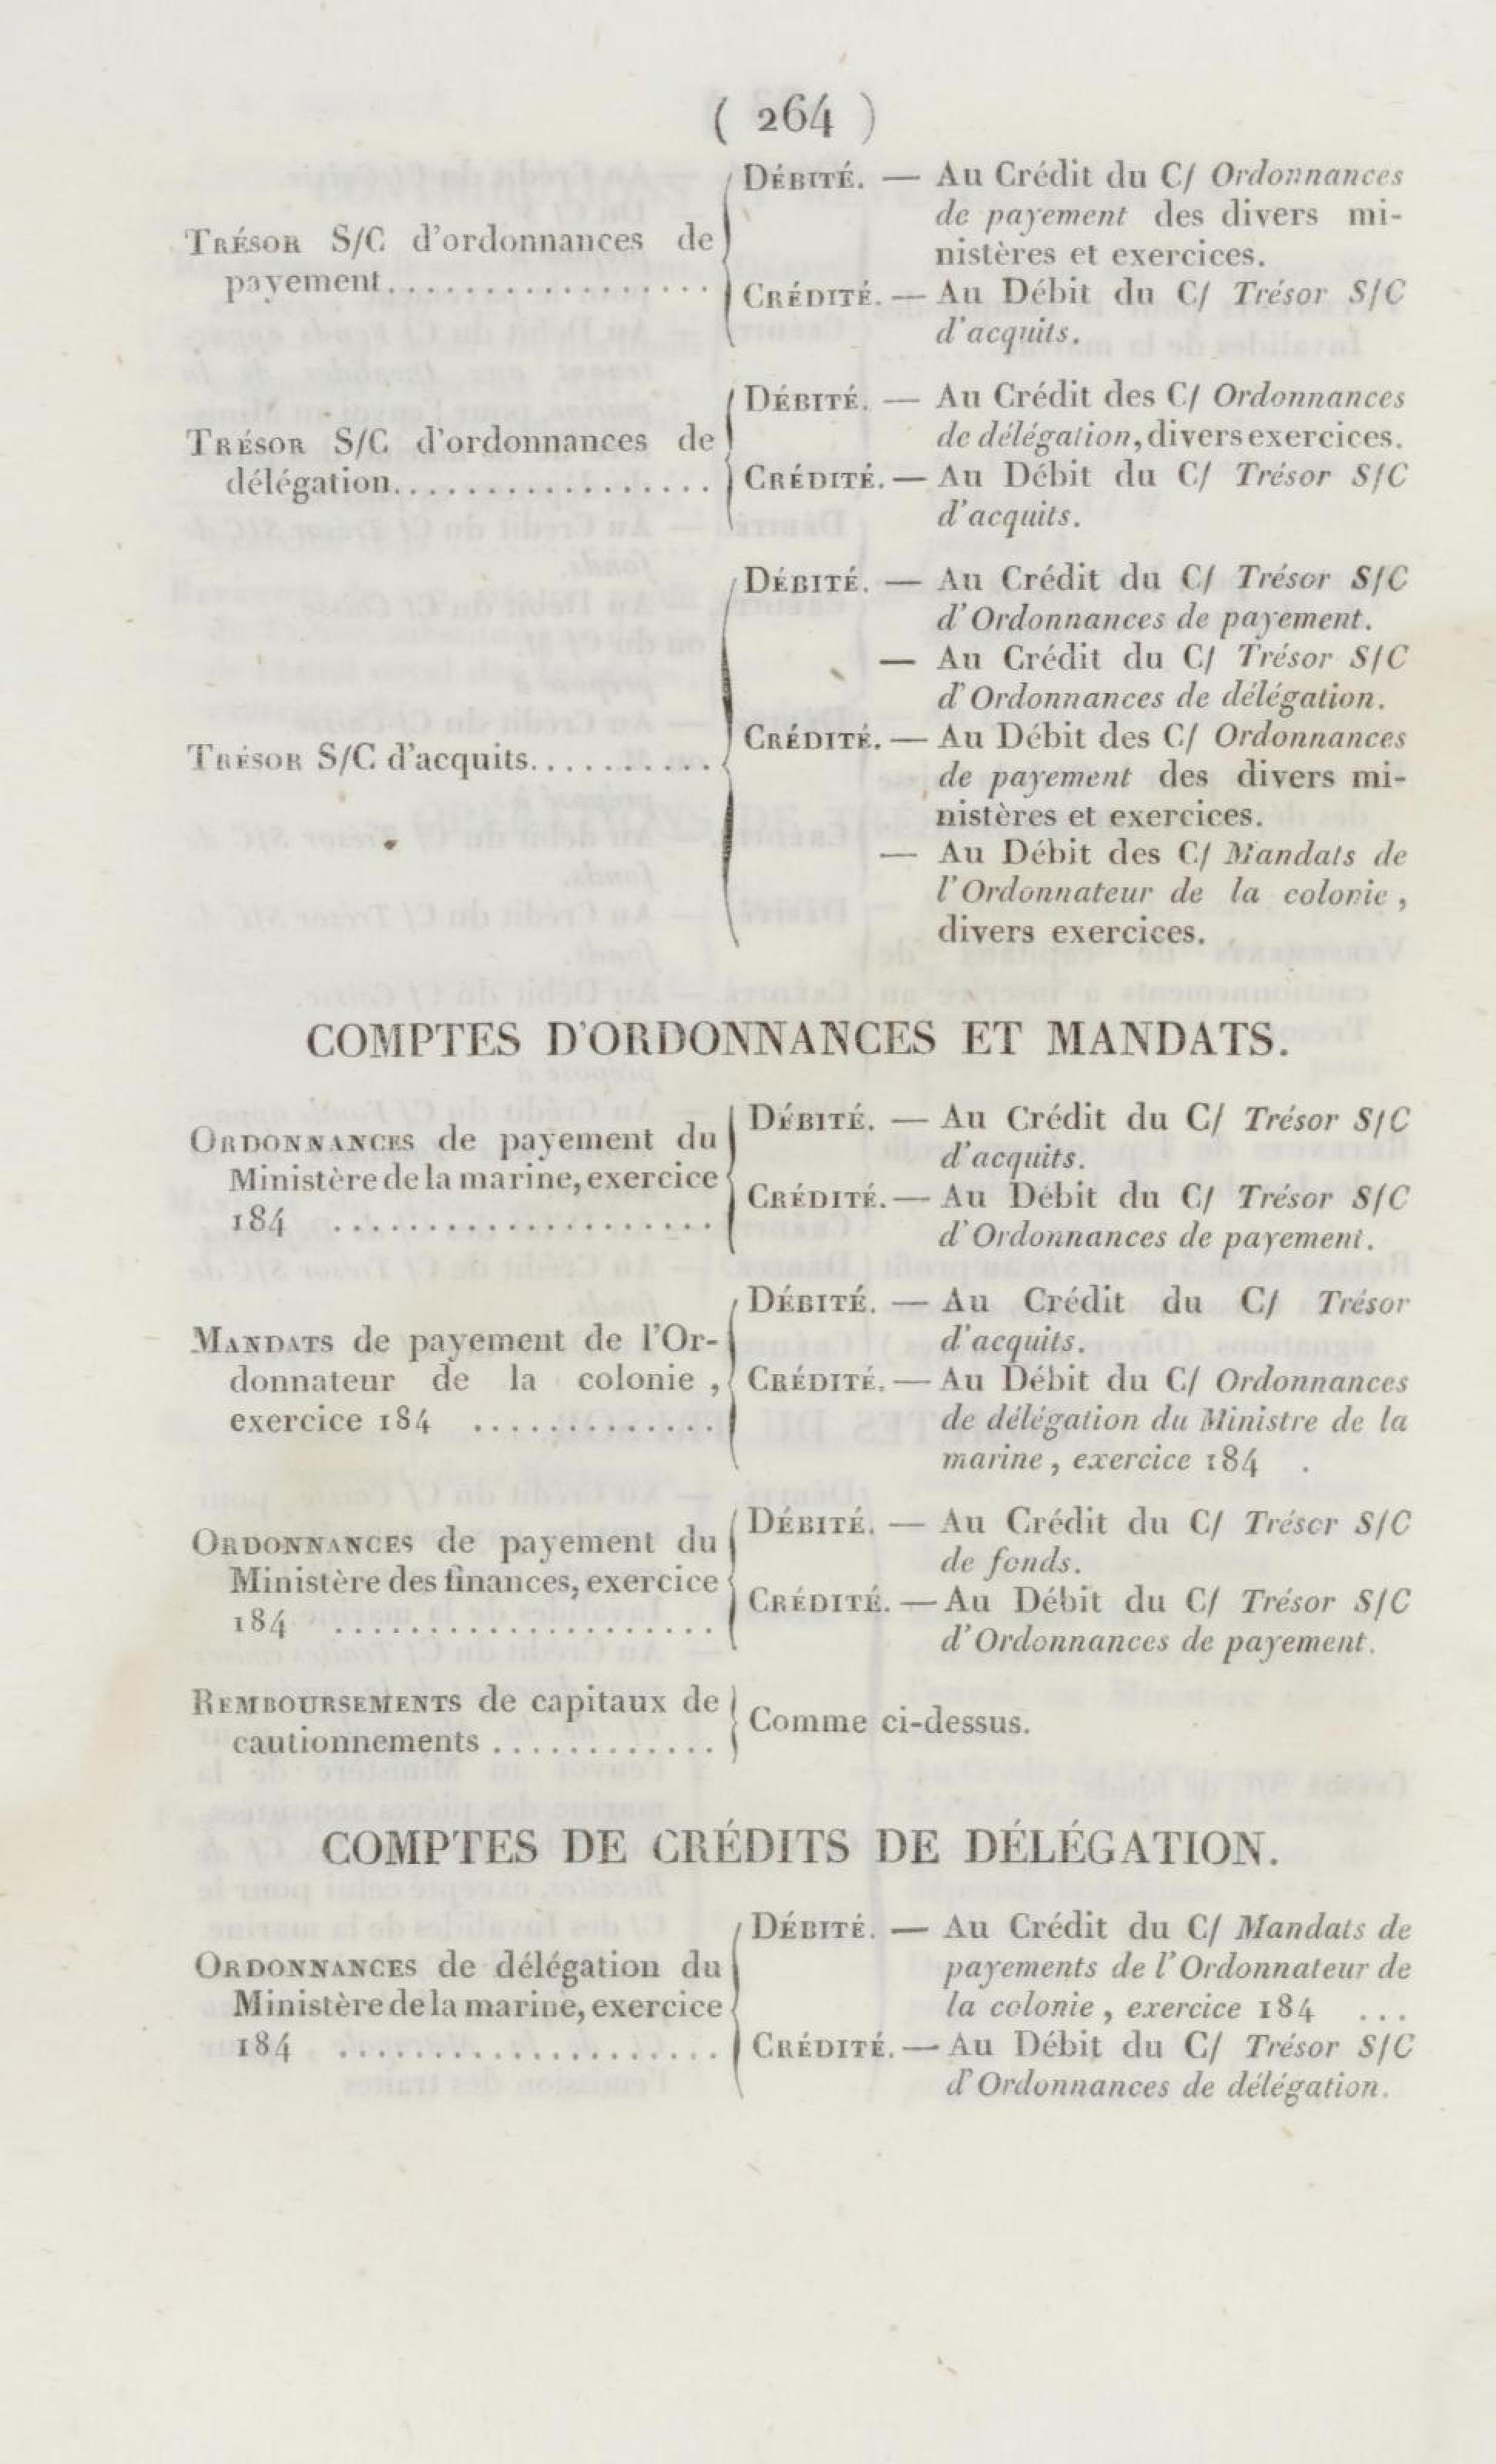 ( 264 )
TRÉSOR S/C d'ordonnances de
payement.................
DÉBITÉ. — Au Crédit du C/ Ordonnances
de payement des divers mi-
nistères et exercices.
CRÉDITÉ. — Au Débit du C/ Trésor S/C
d'acquits.
TRÉSOR S/C d'ordonnances de
délégation.................
DÉBITÉ. — Au Crédit des C/ Ordonnances
de délégation, divers exercices.
CRÉDITÉ. — Au Débit du C/ Trésor S/C
d'acquits.
TRÉSOR S/C d'acquits..........
DÉBITÉ. — Au Crédit du C/ Trésor S/C
d'Ordonnances de payement.
— Au Crédit du C/ Trésor S/C
d'Ordonnances de délégation.
CRÉDITÉ. — Au Débit des C/ Ordonnances
de payement des divers mi-
nistères et exercices.
— Au Débit des C/ Mandats de
l'Ordonnateur de la colonie,
divers exercices.
COMPTES D'ORDONNANCES ET MANDATS.
ORDONNANCES de payement du
Ministère de la marine, exercice
184 ....................
DÉBITÉ. — Au Crédit du C/ Trésor S/C
d'acquits.
CRÉDITÉ. — Au Débit du C/ Trésor S/C
d'Ordonnances de payement.
MANDATS de payement de l'Or-
donnateur de la colonie,
exercice 184 .............
DÉBITÉ. — Au Crédit du C/ Trésor
d'acquits.
CRÉDITÉ. — Au Débit du C/ Ordonnances
de délégation du Ministre de la
marine, exercice 184 .
ORDONNANCES de payement du
Ministère des finances, exercice
184 ....................
DÉBITÉ. — Au Crédit du C/ Trésor S/C
de fonds.
CRÉDITÉ. — Au Débit du C/ Trésor S/C
d'Ordonnances de payement.
REMBOURSEMENTS de capitaux de
cautionnements ............
Comme ci-dessus.
COMPTES DE CRÉDITS DE DÉLÉGATION.
ORDONNANCES de délégation du
Ministère de la marine, exercice
184 ....................
DÉBITÉ. — Au Crédit du C/ Mandats de
payements de l'Ordonnateur de
la colonie, exercice 184 ...
CRÉDITÉ. — Au Débit du C/ Trésor S/C
d'Ordonnances de délégation.